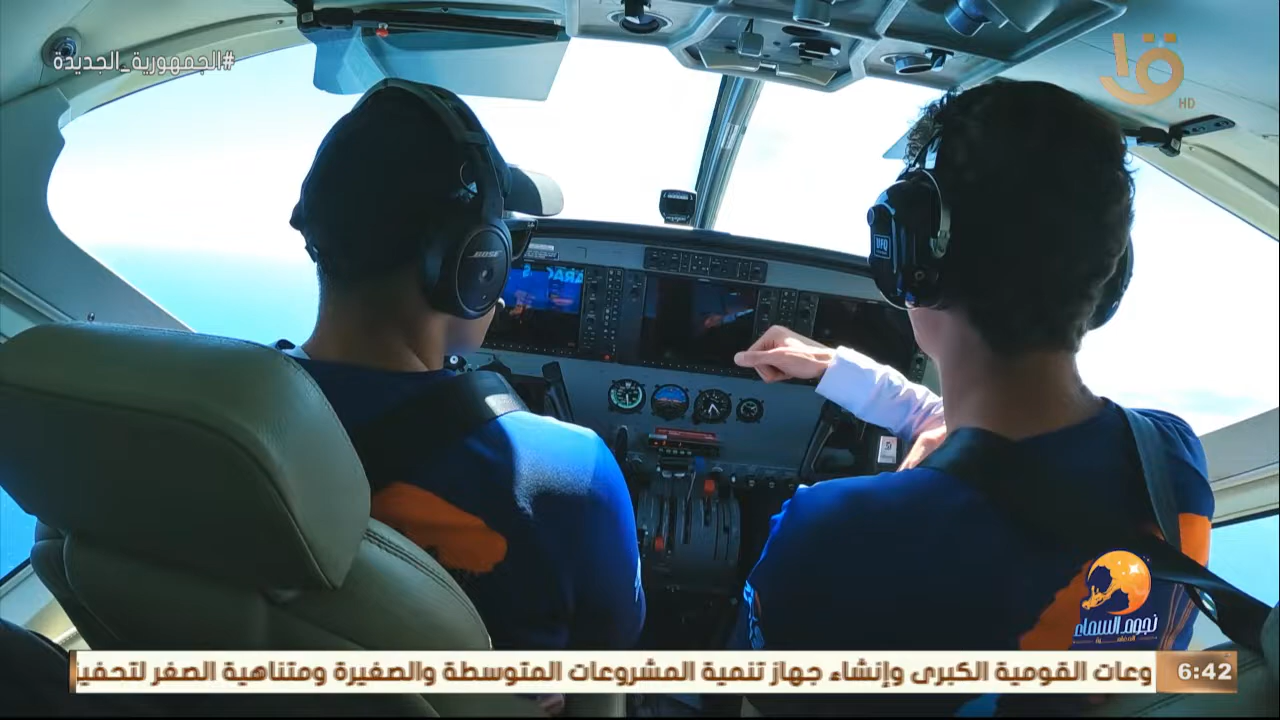 #الجمهورية_الجديدة
HD
BOSE
نجوم السماء
وعات القومية الكبرى وإنشاء جهاز تنمية المشروعات المتوسطة والصغيرة ومتناهية الصغر لتحفيز
6:42